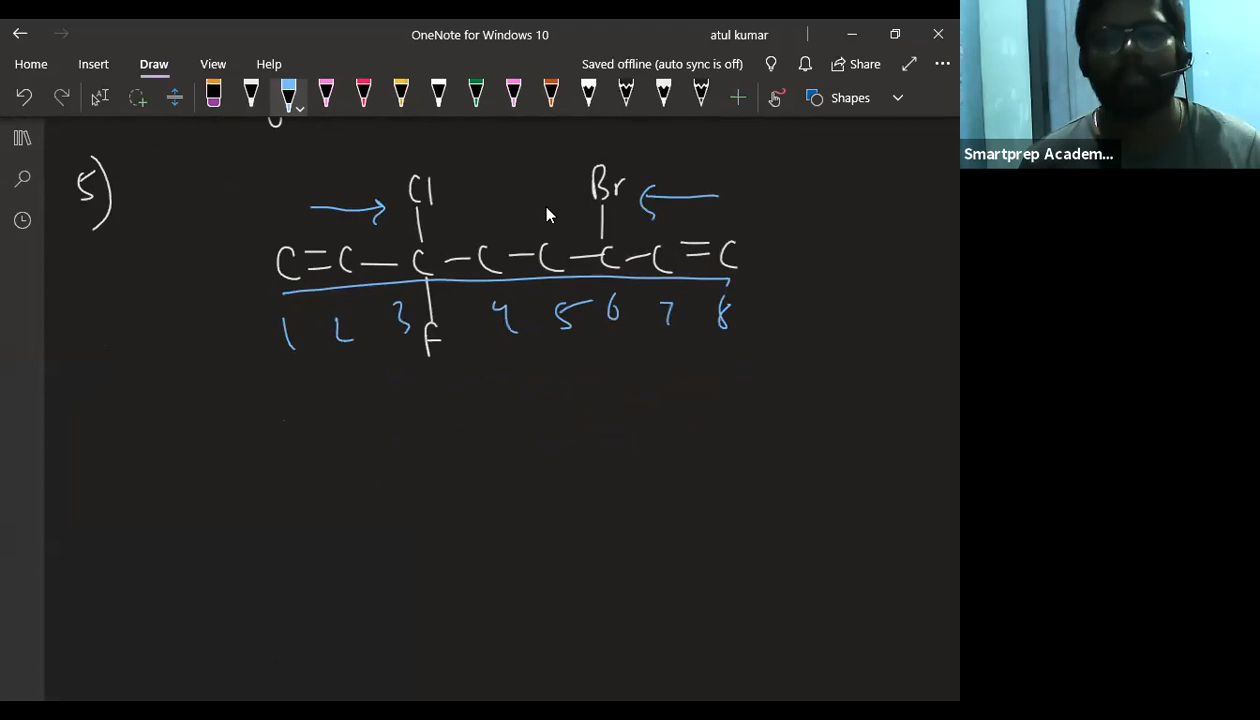 OneNote for Windows 10
atul kumar
Home Insert Draw View Help
Saved offline (auto sync is off)
Share
Shapes
Smartprep Academ...
5)
Cl Br
C=C—C—C—C—C—C=C
1 2 3 4 5 6 7 8
F